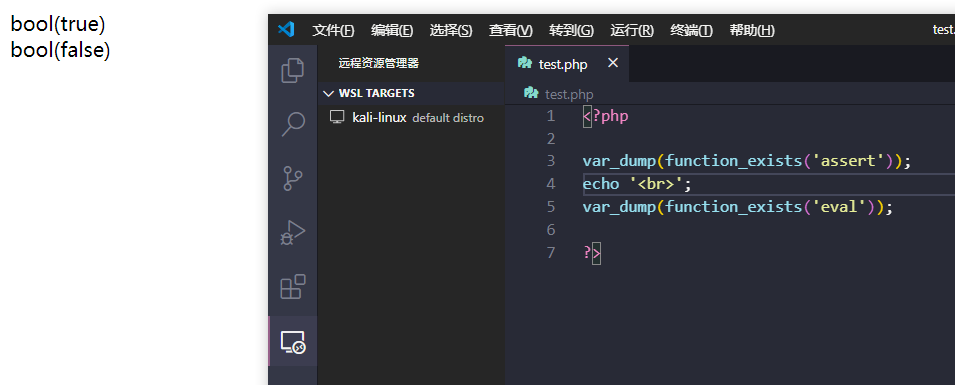 bool(true)
bool(false)
文件(F) 编辑(E) 选择(S) 查看(V) 转到(G) 运行(R) 终端(T) 帮助(H) tes
远程资源管理器
WSL TARGETS
kali-linux default distro
test.php
test.php
1 <?php
2
3 var_dump(function_exists('assert'));
4 echo '<br>';
5 var_dump(function_exists('eval'));
6
7 ?>